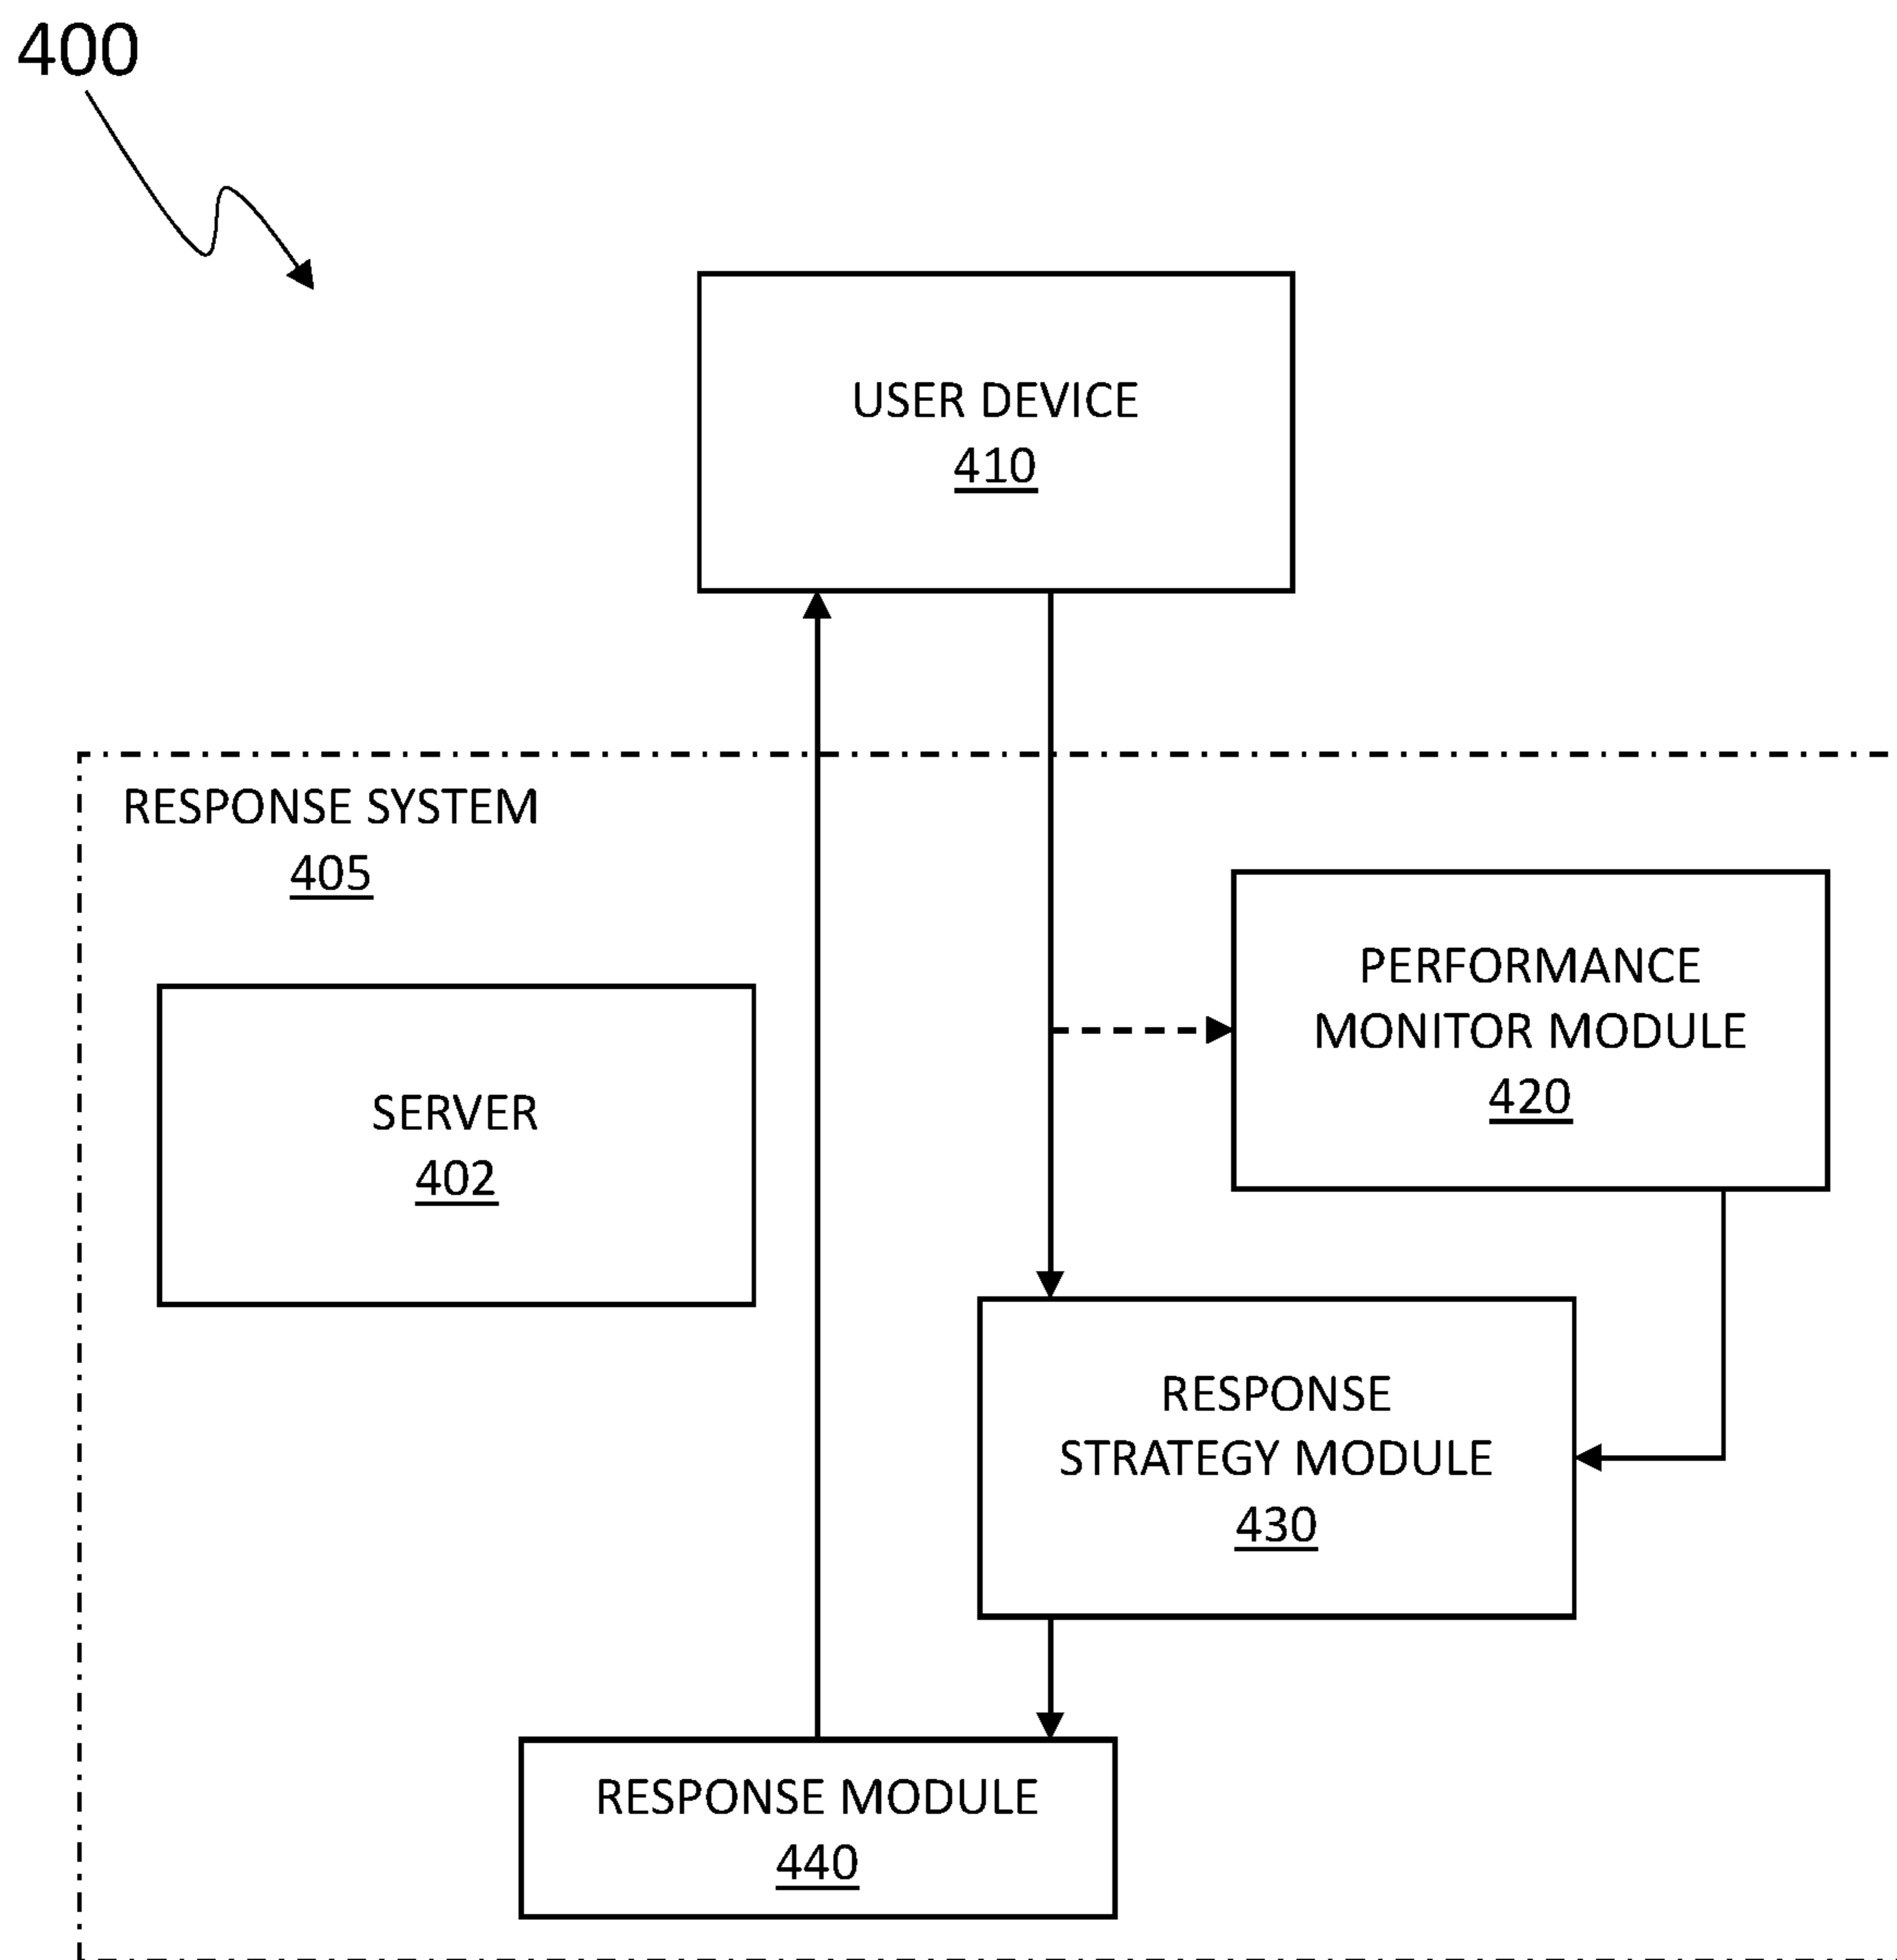 400
USER DEVICE
410
RESPONSE SYSTEM
405
PERFORMANCE
MONITOR MODULE
420
SERVER
402
RESPONSE
STRATEGY MODULE
430
RESPONSE MODULE
440